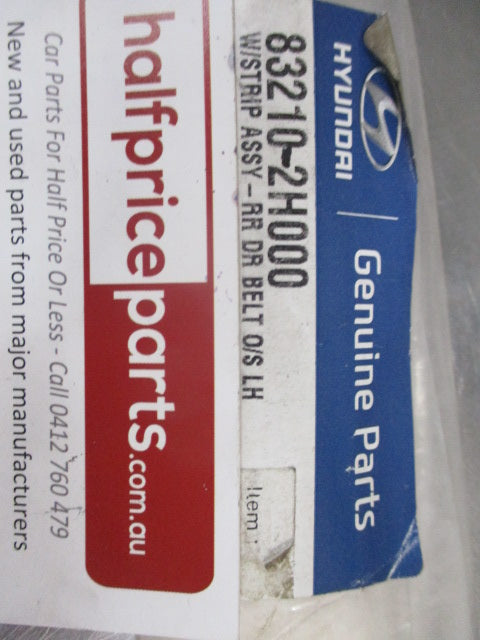 HYUNDAI
Genuine Parts
83210-2H000
W/STRIP ASSY-RR DR BELT O/S LH
Item :
halfpriceparts.com.au
Car Parts For Half Price Or Less - Call 0412 760 479
New and used parts from major manufacturers